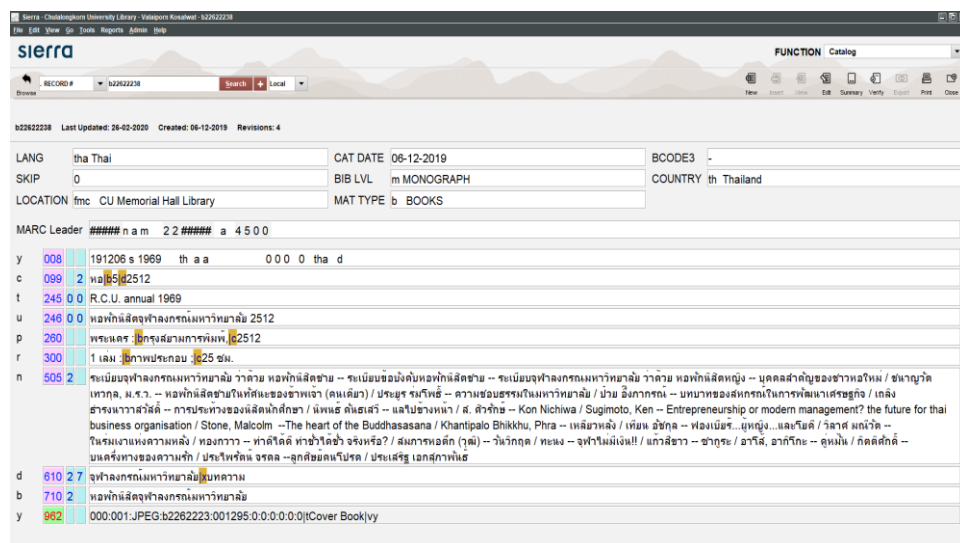 Sierra - Chulalongkorn University Library - Valaiporn Kosalwat - b22622238
File Edit View Go Tools Reports Admin Help
sierra
FUNCTION Catalog
Browse
RECORD # b22622238 Search + Local
New Insert View Edit Summary Verify Export Print Close
b22622238 Last Updated: 26-02-2020 Created: 06-12-2019 Revisions: 4
LANG tha Thai CAT DATE 06-12-2019 BCODE3 -
SKIP 0 BIB LVL m MONOGRAPH COUNTRY th Thailand
LOCATION fmc CU Memorial Hall Library MAT TYPE b BOOKS
MARC Leader ##### n a m 2 2 ##### a 4 5 0 0
y 008 191206 s 1969 th a a 0 0 0 0 tha d
c 099 2 หอ|b5|d2512
t 245 0 0 R.C.U. annual 1969
u 246 0 0 หอพักนิสิตจุฬาลงกรณ์มหาวิทยาลัย 2512
p 260 พระนคร :|bกรุงสยามการพิมพ์,|c2512
r 300 1 เล่ม :|bภาพประกอบ ;|c25 ซม.
n 505 2 ระเบียบจุฬาลงกรณมหาวิทยาลัย ว่าด้วย หอพักนิสิตชาย -- ระเบียบข้อบังคับหอพักนิสิตชาย -- ระเบียบจุฬาลงกรณมหาวิทยาลัย ว่าด้วย หอพักนิสิตหญิง -- บุคคลสำคัญของชาวหอใหม่ / ชนาญวัต
เทวกุล, ม.ร.ว. -- หอพักนิสิตชายในทัศนะของข้าพเจ้า (คนเดียว) / ประยูร ร่มโพธิ์ -- ความชอบธรรมในมหาวิทยาลัย / ป๋วย อึ๊งภากรณ์ -- บทบาทของสหกรณ์ในการพัฒนาเศรษฐกิจ / เถลิง
ธำรงนาวาสวัสดิ์ -- การประท้วงของนิสิตนักศึกษา / นิพนธ์ คันธเสวี -- แลไปข้างหน้า / ส. ศิวรักษ์ -- Kon Nichiwa / Sugimoto, Ken -- Entrepreneurship or modern management? the future for thai
business organisation / Stone, Malcolm --The heart of the Buddhasasana / Khantipalo Bhikkhu, Phra -- เหลียวหลัง / เทียน อัชกุล -- ฟองเบียร์...ผู้หญิง...และโยคี / วิลาศ มณีวัต --
ในร่มเงาแห่งความหลัง / ทองกาวา -- ทำดีได้ดี ทำชั่วได้ชั่ว จริงหรือ? / สมภารหอตึก (วุฒิ) -- วันวิกฤต / ทะนง -- จุฬาฯไม่มีเงิน!! / แก้วสีขาว -- ซากุระ / อาโส์, อากิโกะ -- คู่หมั้น / กิตติศักดิ์ --
บนครึ่งทางของความรัก / ประไพรัตน์ จรดล --ลูกศิษย์คนโปรด / ประเสริฐ เอกสุภาพันธ์
d 610 2 7 จุฬาลงกรณ์มหาวิทยาลัย|xบทความ
b 710 2 หอพักนิสิตจุฬาลงกรณ์มหาวิทยาลัย
y 962 000:001:JPEG:b2262223:001295:0:0:0:0:0:0|tCover Book|vy